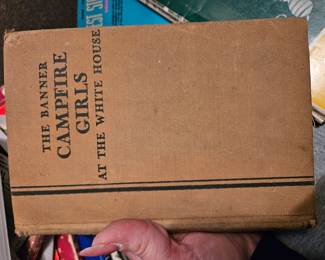 THE BANNER
CAMPFIRE
GIRLS
AT THE WHITE HOUSE